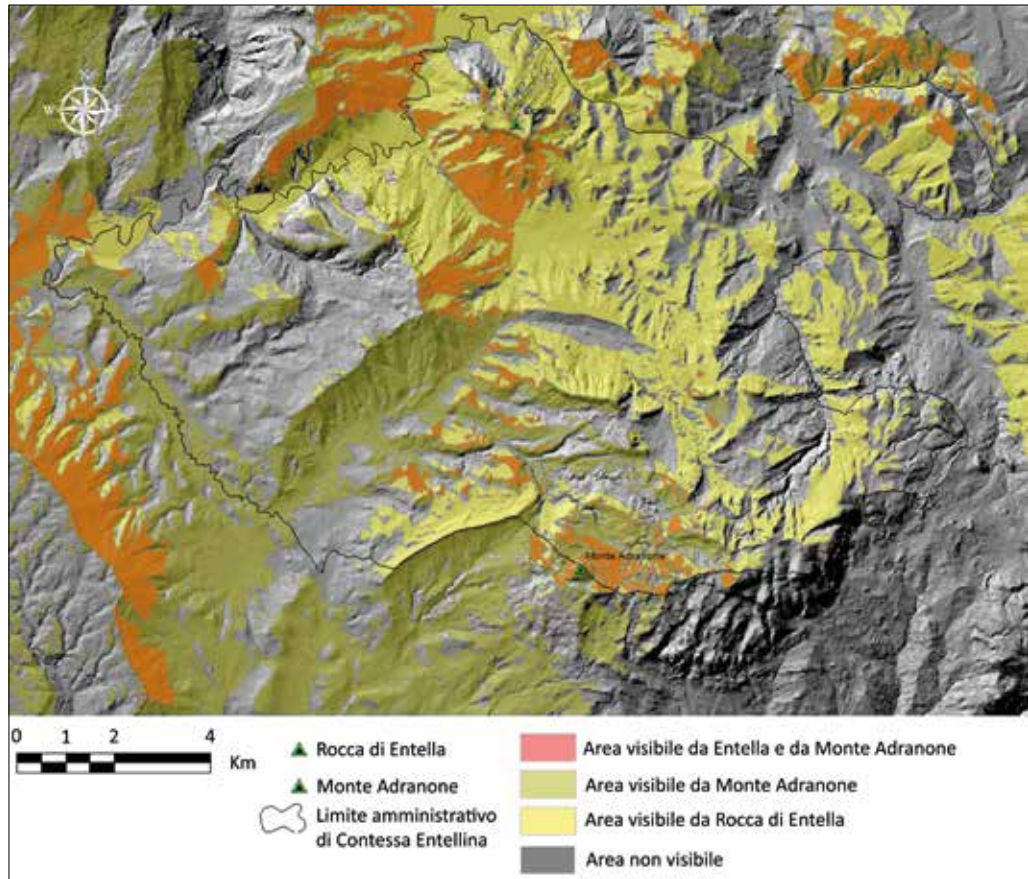 N
W
E
S
Monte Adranone
0 1 2 4
Km
Rocca di Entella
Monte Adranone
Limite amministrativo
di Contessa Entellina
Area visibile da Entella e da Monte Adranone
Area visibile da Monte Adranone
Area visibile da Rocca di Entella
Area non visibile